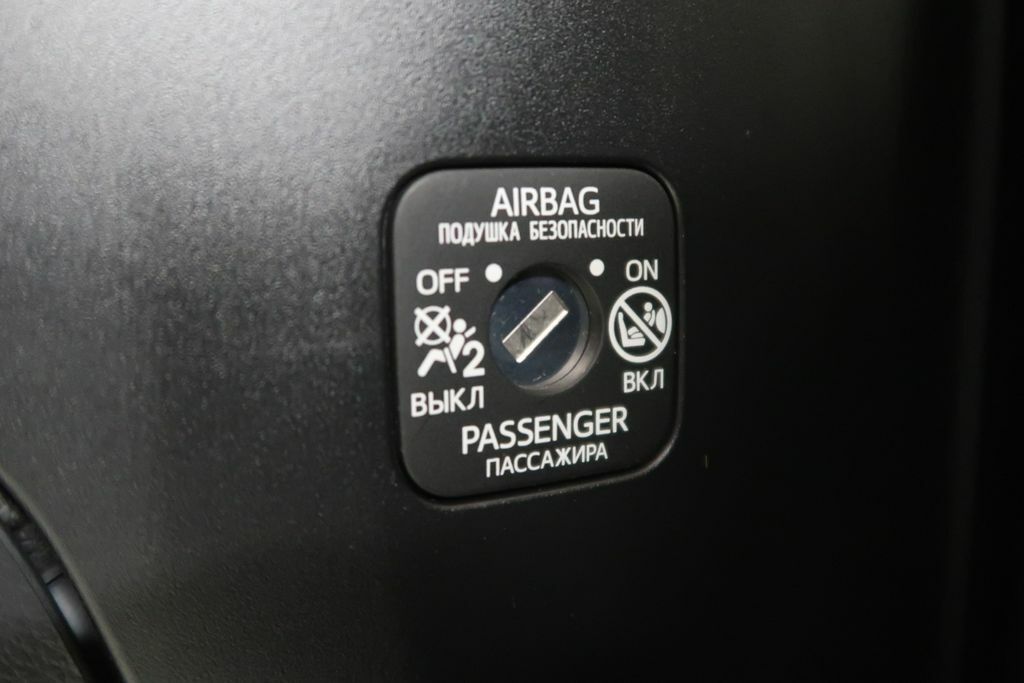 AIRBAG
ПОДУШКА БЕЗОПАСНОСТИ
OFF ON
2
ВЫКЛ ВКЛ
PASSENGER
ПАССАЖИРА